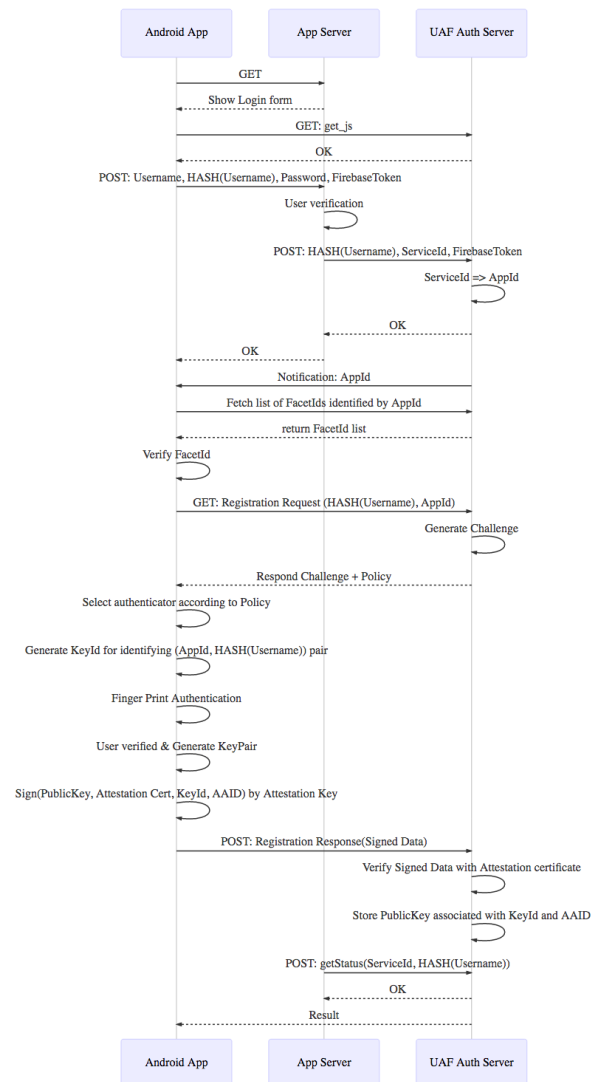 Android App
App Server
UAF Auth Server
GET
Show Login form
GET: get_js
OK
POST: Username, HASH(Username), Password, FirebaseToken
User verification
POST: HASH(Username), ServiceId, FirebaseToken
ServiceId => AppId
OK
OK
Notification: AppId
Fetch list of FacetIds identified by AppId
return FacetId list
Verify FacetId
GET: Registration Request (HASH(Username), AppId)
Generate Challenge
Respond Challenge + Policy
Select authenticator according to Policy
Generate KeyId for identifying (AppId, HASH(Username)) pair
Finger Print Authentication
User verified & Generate KeyPair
Sign(PublicKey, Attestation Cert, KeyId, AAID) by Attestation Key
POST: Registration Response(Signed Data)
Verify Signed Data with Attestation certificate
Store PublicKey associated with KeyId and AAID
POST: getStatus(ServiceId, HASH(Username))
OK
Result
Android App
App Server
UAF Auth Server